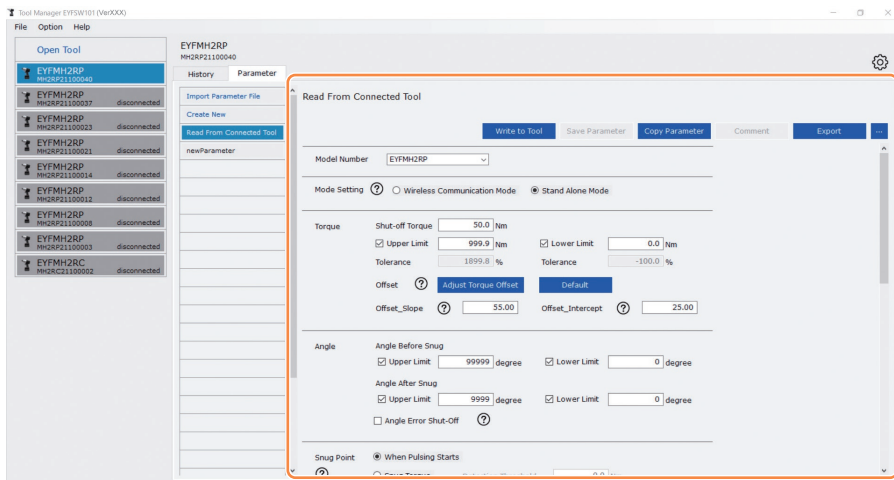 Tool Manager EYFSW101 (VerXXX)
File Option Help
Open Tool
EYFMH2RP
MH2RP21100040
EYFMH2RP
MH2RP21100037 disconnected
EYFMH2RP
MH2RP21100023 disconnected
EYFMH2RP
MH2RP21100021 disconnected
EYFMH2RP
MH2RP21100014 disconnected
EYFMH2RP
MH2RP21100012 disconnected
EYFMH2RP
MH2RP21100008 disconnected
EYFMH2RP
MH2RP21100003 disconnected
EYFMH2RC
MH2RC21100002 disconnected
EYFMH2RP
MH2RP21100040
History Parameter
Import Parameter File
Create New
Read From Connected Tool
newParameter
Read From Connected Tool
Write to Tool Save Parameter Copy Parameter Comment Export ...
Model Number EYFMH2RP
Mode Setting ? Wireless Communication Mode Stand Alone Mode
Torque Shut-off Torque 50.0 Nm
Upper Limit 999.9 Nm Lower Limit 0.0 Nm
Tolerance 1899.8 % Tolerance -100.0 %
Offset ? Adjust Torque Offset Default
Offset_Slope ? 55.00 Offset_Intercept ? 25.00
Angle Angle Before Snug
Upper Limit 99999 degree Lower Limit 0 degree
Angle After Snug
Upper Limit 9999 degree Lower Limit 0 degree
Angle Error Shut-Off ?
Snug Point When Pulsing Starts
? Snug Torque